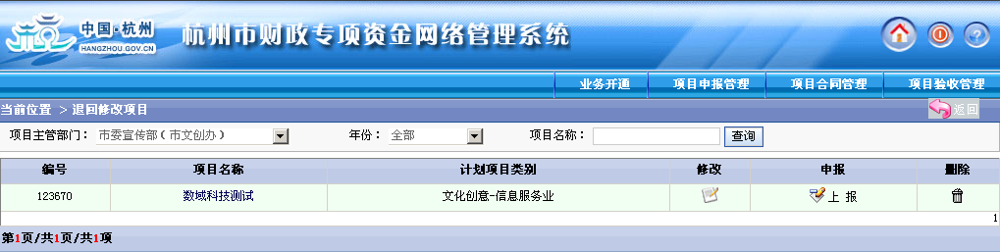 中国·杭州
HANGZHOU.GOV.CN
杭州市财政专项资金网络管理系统
业务开通 项目申报管理 项目合同管理 项目验收管理
当前位置 > 退回修改项目 返回
项目主管部门： 市委宣传部（市文创办） 年份： 全部 项目名称： 查询
编号 项目名称 计划项目类别 修改 申报 删除
123670 数域科技测试 文化创意-信息服务业 上 报
1
第1页/共1页/共1项